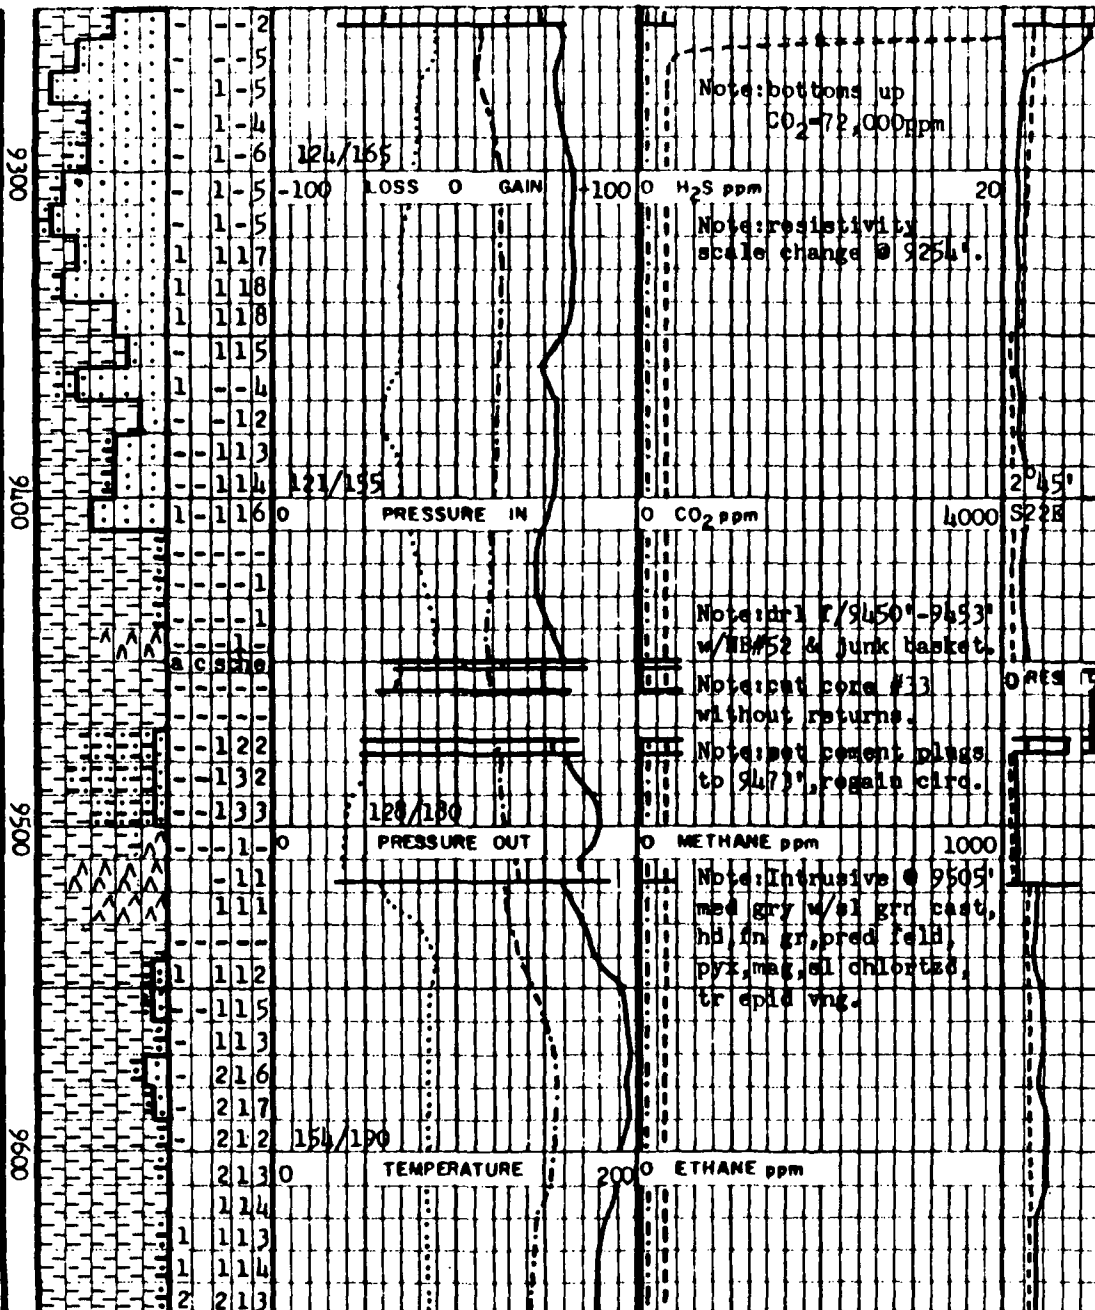 - - 2
- - 5
- 1 - 5
- 1 - 4
- 1 - 6 124/165
9300
- 1 - 5 -100 LOSS 0 GAIN +100 0 H2S ppm 20
- 1 - 5
1 1 1 7
1 1 1 8
1 1 1 8
- 1 1 5
1 - - 4
- - 1 2
- - 1 1 3
- - 1 1 4 121/155
9400
1 - 1 1 6 0 PRESSURE IN 0 CO2 ppm 4000
- - - - -
- - - - 1
- - - - 1
- - - 1 -
a c s c h e
- - - - -
- - - - -
- - 1 2 2
- - 1 3 2
- - 1 3 3 128/180
9500
- - - 1 - 0 PRESSURE OUT 0 METHANE ppm 1000
- 1 1
1 1 1
- - - - -
1 1 1 2
- - 1 1 5
- 1 1 3
- 2 1 6
- 2 1 7
- 2 1 2 154/190
9600
2 1 3 0 TEMPERATURE 200 0 ETHANE ppm
1 1 4
1 1 1 3
1 1 1 4
2 2 1 3
Note:bottoms up
CO2=72,000ppm
Note:resistivity
scale change @ 9254'.
2°45'
S22E
Note:drl f/9450'-9453'
w/NB#52 & junk basket.
0 RES
Note:cut core #33
without returns.
Note:set cement plugs
to 9473',regain circ.
Note:Intrusive @ 9505'
med gry w/sl grn cast,
hd,fn gr,pred feld,
pyx,mag,sl chlortzd,
tr epid vng.